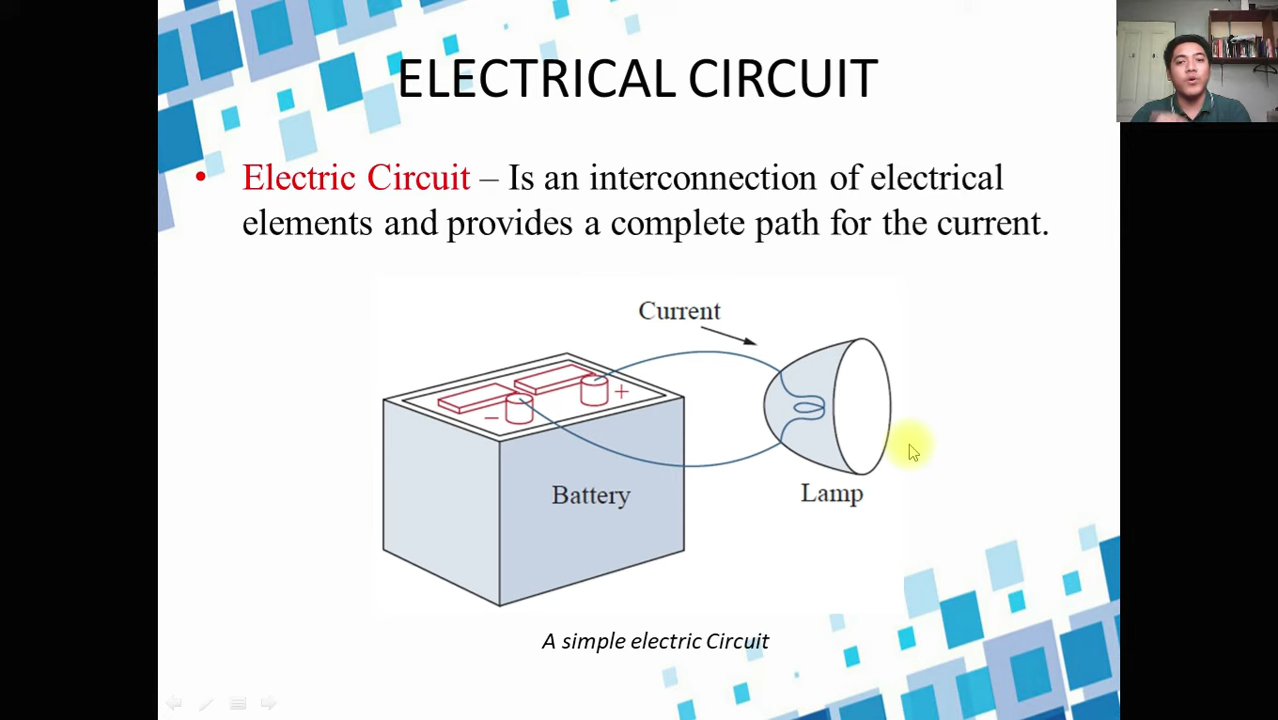 ELECTRICAL CIRCUIT
• Electric Circuit – Is an interconnection of electrical
elements and provides a complete path for the current.
Current
+
–
Battery
Lamp
A simple electric Circuit